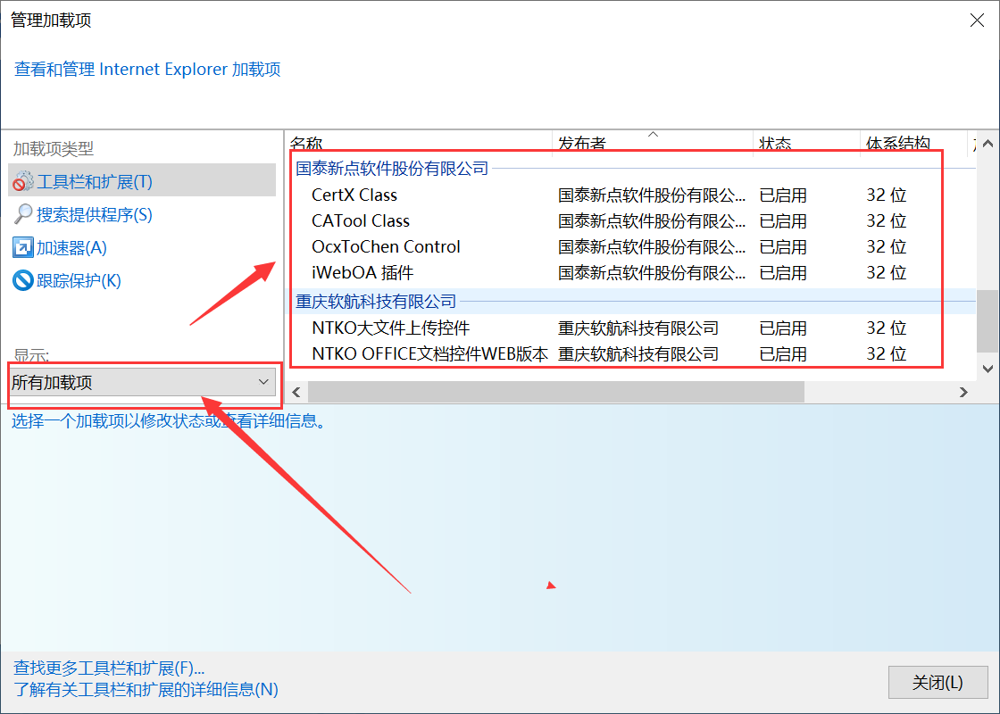 管理加载项
查看和管理 Internet Explorer 加载项
加载项类型
工具栏和扩展(T)
搜索提供程序(S)
加速器(A)
跟踪保护(K)
显示:
所有加载项
名称 发布者 状态 体系结构
国泰新点软件股份有限公司
CertX Class 国泰新点软件股份有限公... 已启用 32 位
CATool Class 国泰新点软件股份有限公... 已启用 32 位
OcxToChen Control 国泰新点软件股份有限公... 已启用 32 位
iWebOA 插件 国泰新点软件股份有限公... 已启用 32 位
重庆软航科技有限公司
NTKO大文件上传控件 重庆软航科技有限公司 已启用 32 位
NTKO OFFICE文档控件WEB版本 重庆软航科技有限公司 已启用 32 位
选择一个加载项以修改状态或查看详细信息。
查找更多工具栏和扩展(F)...
了解有关工具栏和扩展的详细信息(N)
关闭(L)